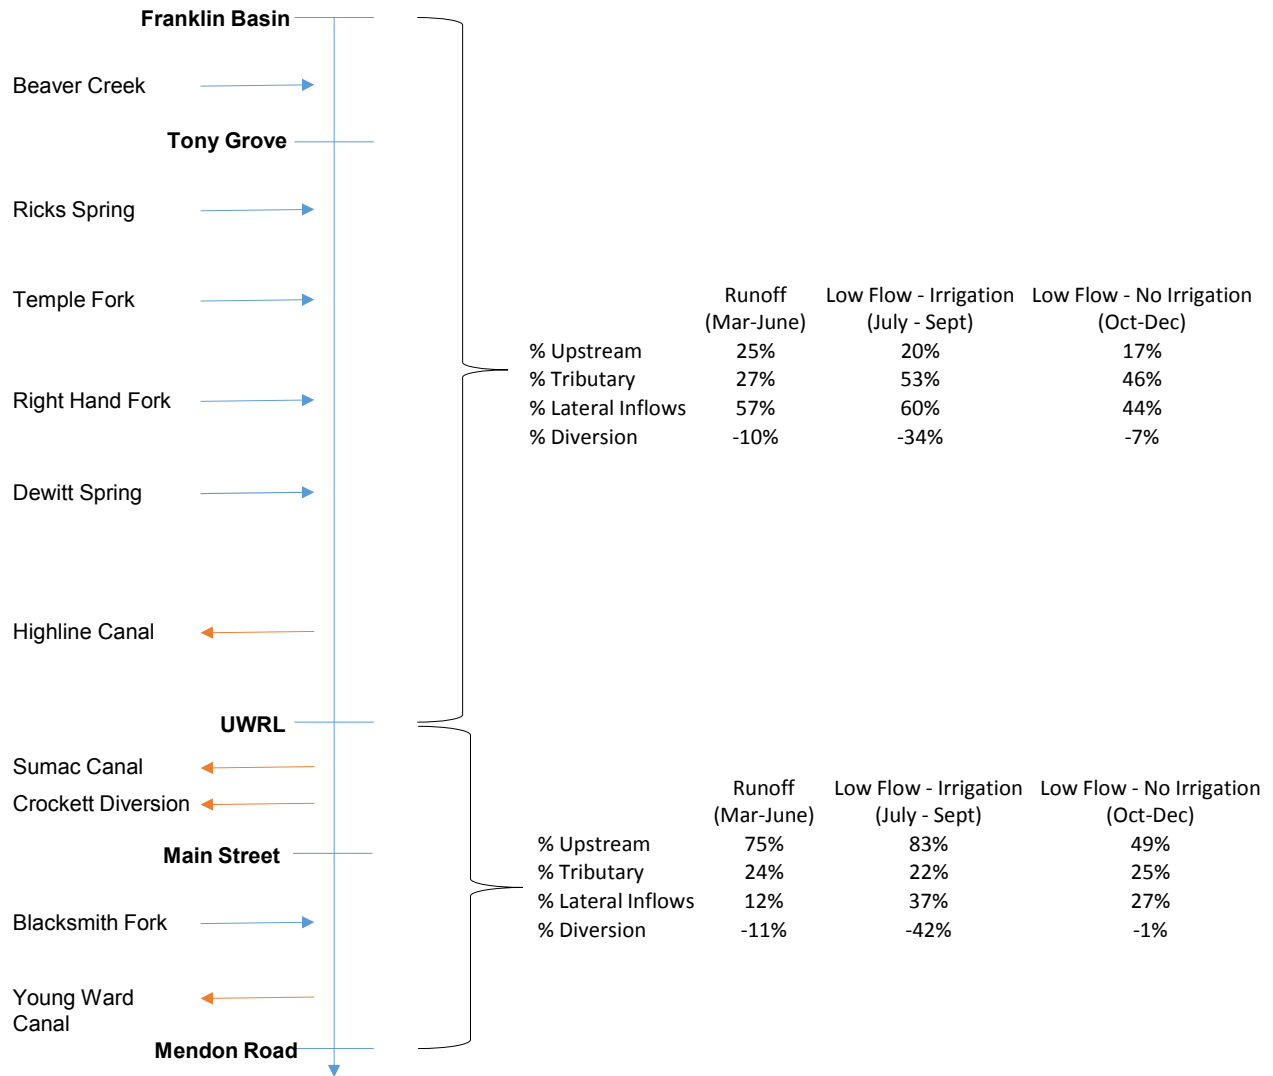 Franklin Basin
Beaver Creek
Tony Grove
Ricks Spring
Temple Fork
Right Hand Fork
Dewitt Spring
Highline Canal
UWRL
Sumac Canal
Crockett Diversion
Main Street
Blacksmith Fork
Young Ward
Canal
Mendon Road
Runoff Low Flow - Irrigation Low Flow - No Irrigation
(Mar-June) (July - Sept) (Oct-Dec)
% Upstream 25% 20% 17%
% Tributary 27% 53% 46%
% Lateral Inflows 57% 60% 44%
% Diversion -10% -34% -7%
Runoff Low Flow - Irrigation Low Flow - No Irrigation
(Mar-June) (July - Sept) (Oct-Dec)
% Upstream 75% 83% 49%
% Tributary 24% 22% 25%
% Lateral Inflows 12% 37% 27%
% Diversion -11% -42% -1%